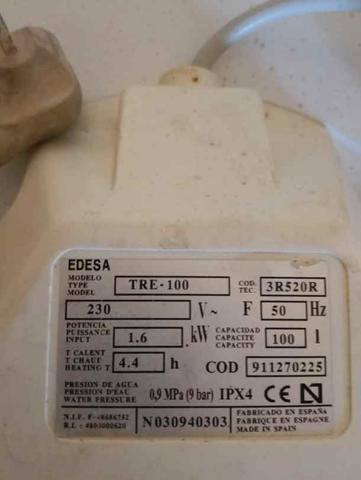 EDESA
MODELO TYPE MODEL TRE-100 COD. TEC. 3R520R
230 V~ F 50 Hz
POTENCIA PUISSANCE INPUT 1.6 kW CAPACIDAD CAPACITE CAPACITY 100 l
T CALENT T CHAUF HEATING T 4.4 h COD 911270225
PRESION DE AGUA
PRESSION D'EAU
WATER PRESSURE 0,9 MPa (9 bar) IPX4 CE N
N.I.F. F-48686752
R.I.: 4803000620 N030940303 FABRICADO EN ESPAÑA
FABRIQUE EN ESPAGNE
MADE IN SPAIN